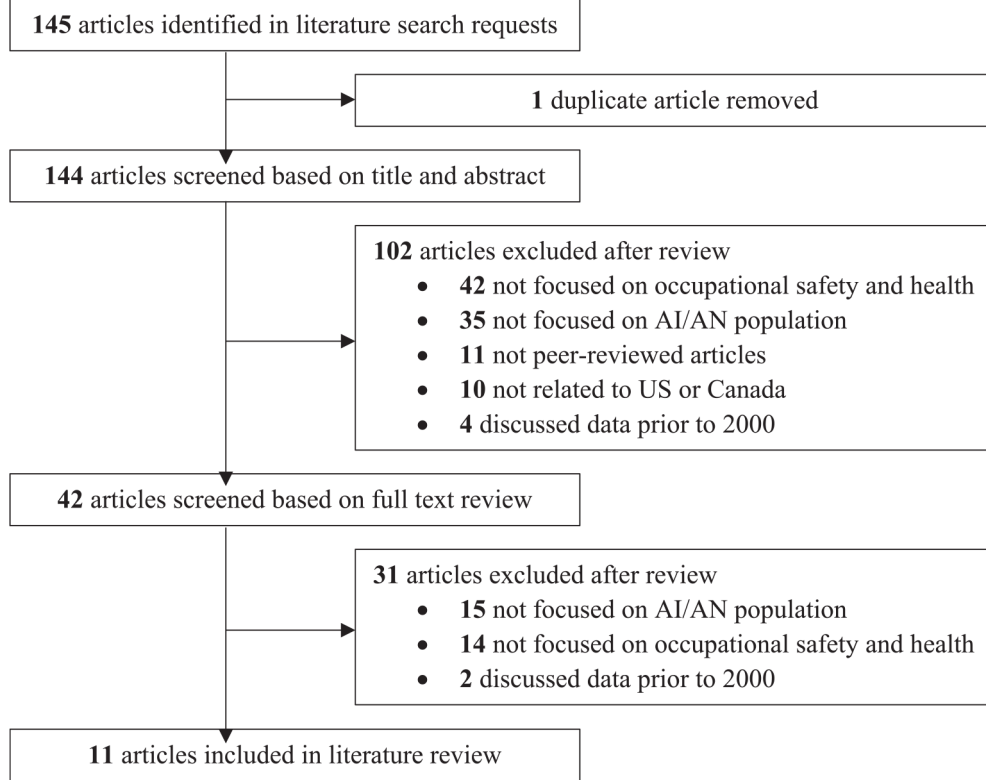 145 articles identified in literature search requests
1 duplicate article removed
144 articles screened based on title and abstract
102 articles excluded after review
• 42 not focused on occupational safety and health
• 35 not focused on AI/AN population
• 11 not peer-reviewed articles
• 10 not related to US or Canada
• 4 discussed data prior to 2000
42 articles screened based on full text review
31 articles excluded after review
• 15 not focused on AI/AN population
• 14 not focused on occupational safety and health
• 2 discussed data prior to 2000
11 articles included in literature review